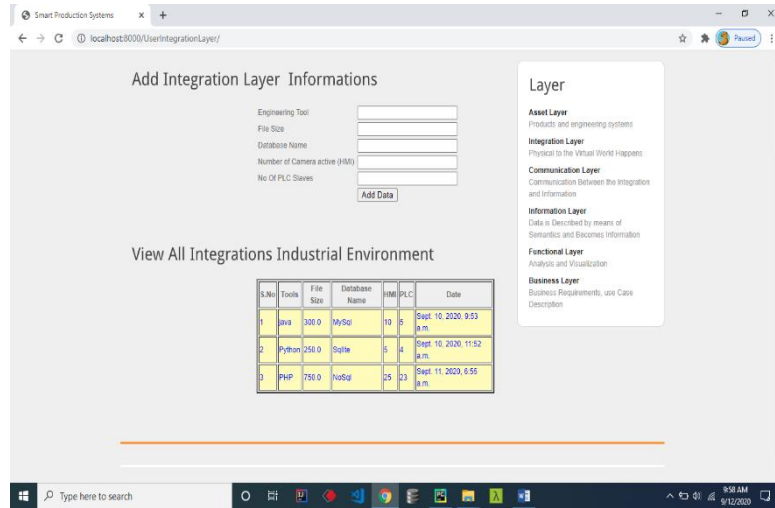 Smart Production Systems
localhost:8000/UserIntegrationLayer/
Paused
Add Integration Layer Informations
Engineering Tool
File Size
Database Name
Number of Camera active (HMI)
No Of PLC Slaves
Add Data
View All Integrations Industrial Environment
S.No Tools File Size Database Name HMI PLC Date
1 java 300.0 MySql 10 5 Sept. 10, 2020, 9:53 a.m.
2 Python 250.0 Sqlite 5 4 Sept. 10, 2020, 11:52 a.m.
3 PHP 750.0 NoSql 25 23 Sept. 11, 2020, 6:55 a.m.
Layer
Asset Layer
Products and engineering systems
Integration Layer
Physical to the Virtual World Happens
Communication Layer
Communication Between the Integration
and Information
Information Layer
Data is Described by means of
Semantics and Becomes Information
Functional Layer
Analysis and Visualization
Business Layer
Business Requirements, use Case
Description
Type here to search
9:58 AM
9/12/2020